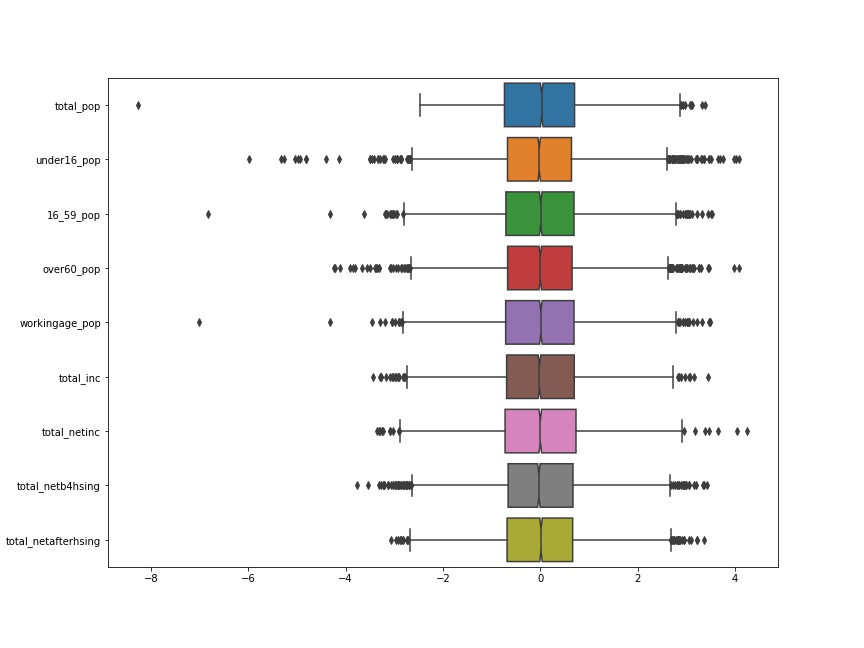 total_pop
under16_pop
16_59_pop
over60_pop
workingage_pop
total_inc
total_netinc
total_netb4hsing
total_netafterhsing
−8 −6 −4 −2 0 2 4